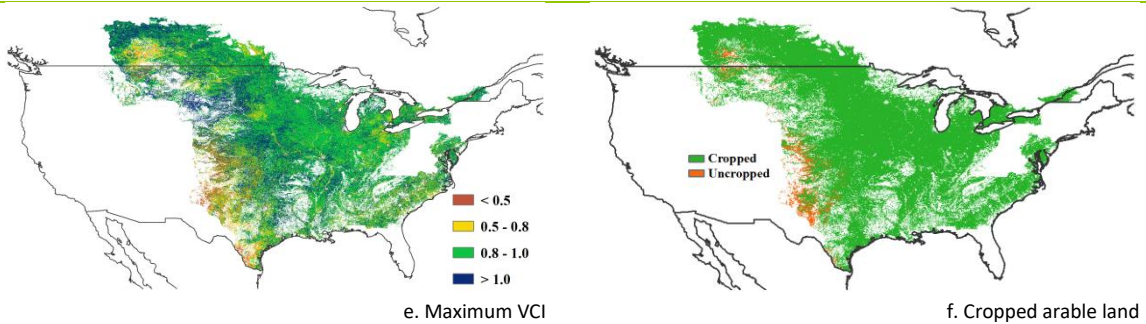 < 0.5
0.5 - 0.8
0.8 - 1.0
> 1.0
e. Maximum VCI
Cropped
Uncropped
f. Cropped arable land